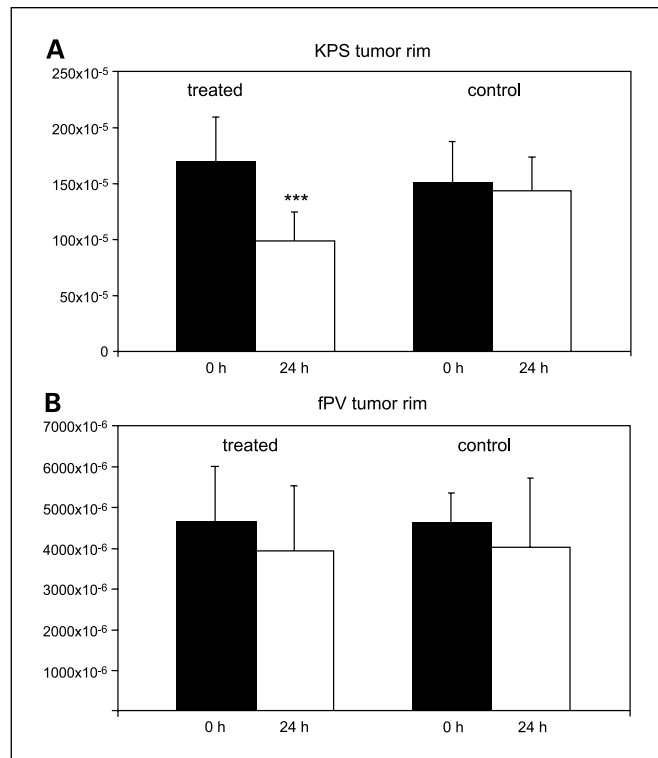 A
KPS tumor rim
250x10⁻⁵
treated control
200x10⁻⁵
150x10⁻⁵
***
100x10⁻⁵
50x10⁻⁵
0
0 h 24 h 0 h 24 h
B
fPV tumor rim
7000x10⁻⁶
treated control
6000x10⁻⁶
5000x10⁻⁶
4000x10⁻⁶
3000x10⁻⁶
2000x10⁻⁶
1000x10⁻⁶
0 h 24 h 0 h 24 h